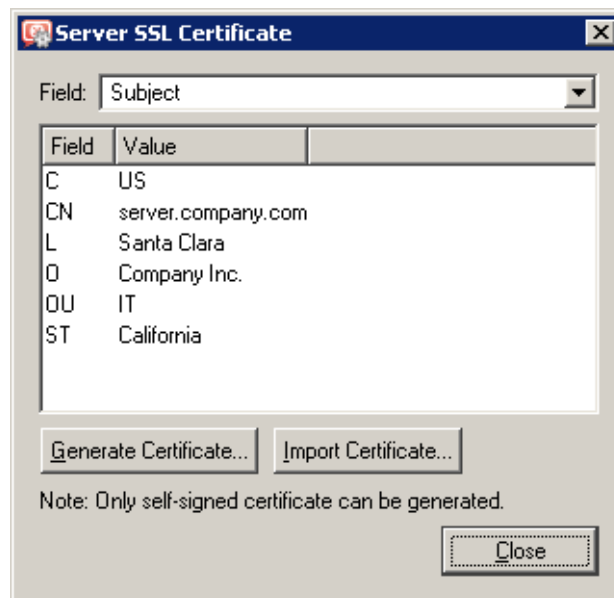 Server SSL Certificate
Field: Subject
Field Value
C US
CN server.company.com
L Santa Clara
O Company Inc.
OU IT
ST California
Generate Certificate... Import Certificate...
Note: Only self-signed certificate can be generated.
Close